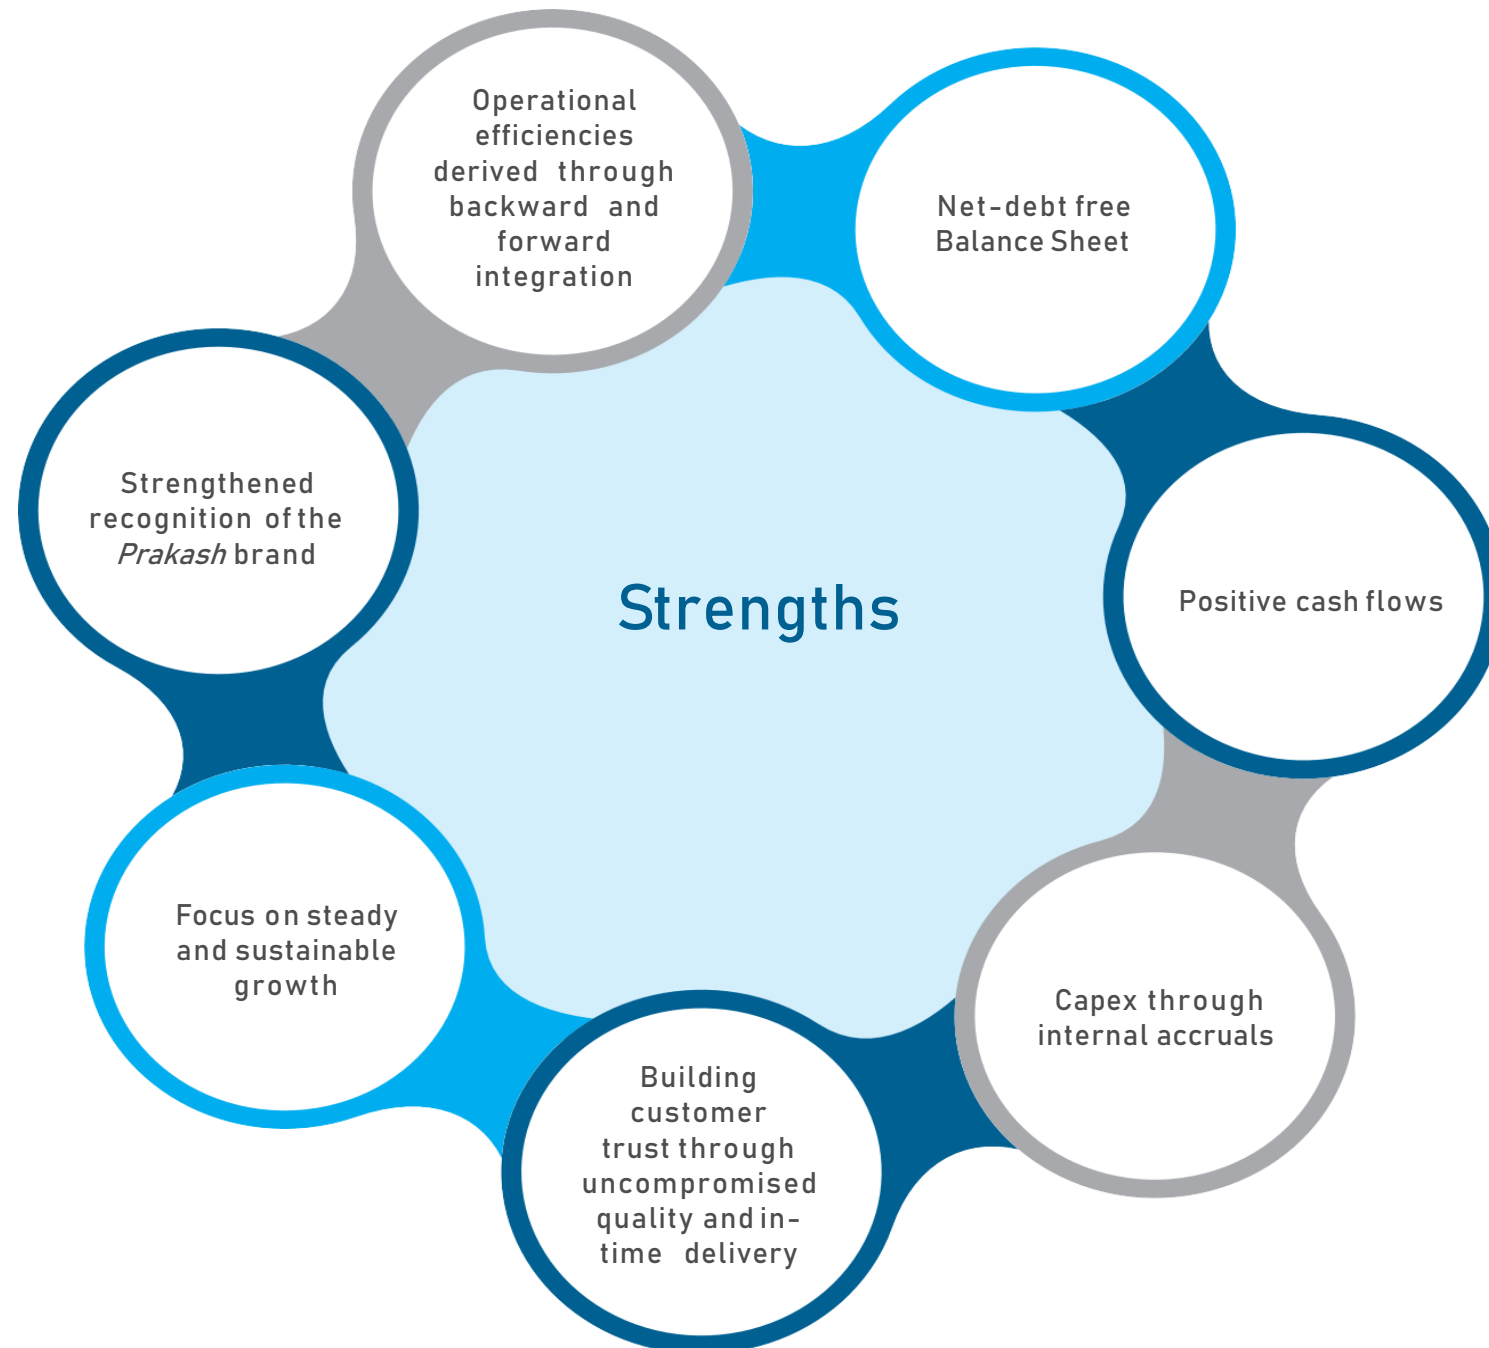 Operational
efficiencies
derived through
backward and
forward
integration
Net-debt free
Balance Sheet
Strengthened
recognition of the
Prakash brand
Strengths
Positive cash flows
Focus on steady
and sustainable
growth
Capex through
internal accruals
Building
customer
trust through
uncompromised
quality and in-
time delivery